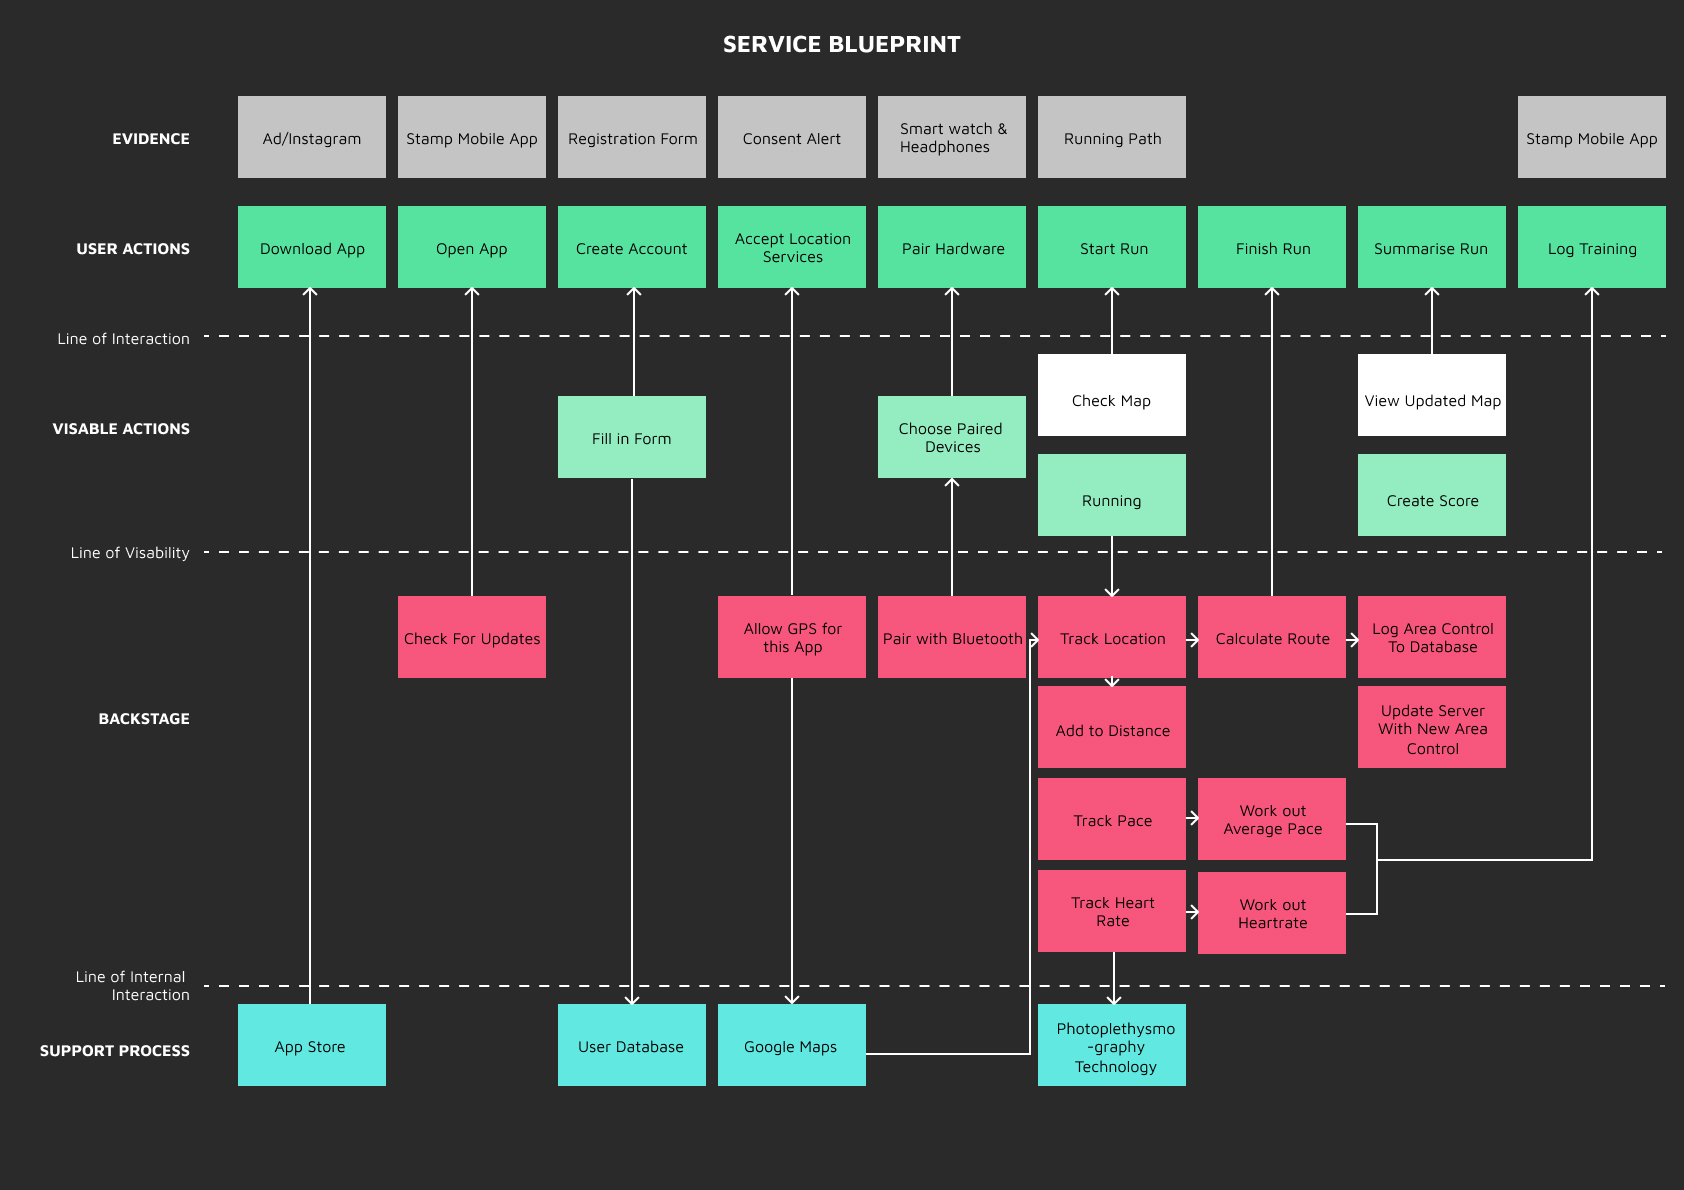 SERVICE BLUEPRINT
EVIDENCE
Ad/Instagram
Stamp Mobile App
Registration Form
Consent Alert
Smart watch &
Headphones
Running Path
Stamp Mobile App
USER ACTIONS
Download App
Open App
Create Account
Accept Location
Services
Pair Hardware
Start Run
Finish Run
Summarise Run
Log Training
Line of Interaction
VISABLE ACTIONS
Fill in Form
Choose Paired
Devices
Check Map
Running
View Updated Map
Create Score
Line of Visability
BACKSTAGE
Check For Updates
Allow GPS for
this App
Pair with Bluetooth
Track Location
Calculate Route
Log Area Control
To Database
Add to Distance
Update Server
With New Area
Control
Track Pace
Work out
Average Pace
Track Heart
Rate
Work out
Heartrate
Line of Internal
Interaction
SUPPORT PROCESS
App Store
User Database
Google Maps
Photoplethysmo
-graphy
Technology